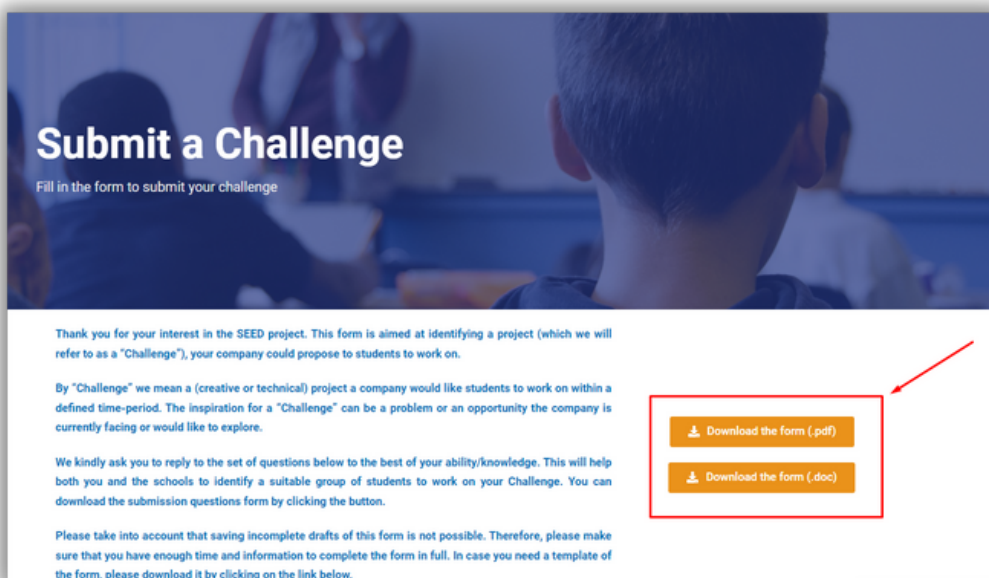 Submit a Challenge
Fill in the form to submit your challenge
Thank you for your interest in the SEED project. This form is aimed at identifying a project (which we will
refer to as a "Challenge"), your company could propose to students to work on.
By "Challenge" we mean a (creative or technical) project a company would like students to work on within a
defined time-period. The inspiration for a "Challenge" can be a problem or an opportunity the company is
currently facing or would like to explore.
We kindly ask you to reply to the set of questions below to the best of your ability/knowledge. This will help
both you and the schools to identify a suitable group of students to work on your Challenge. You can
download the submission questions form by clicking the button.
Please take into account that saving incomplete drafts of this form is not possible. Therefore, please make
sure that you have enough time and information to complete the form in full. In case you need a template of
the form, please download it by clicking on the link below.
Download the form (.pdf)
Download the form (.doc)